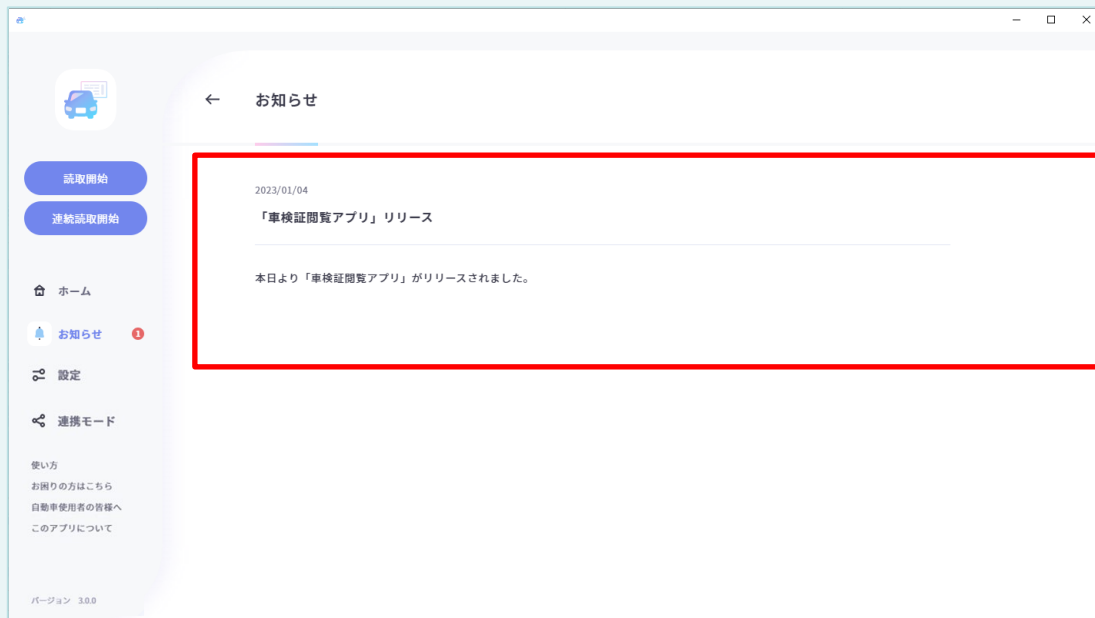 読取開始
連続読取開始
ホーム
お知らせ 1
設定
連携モード
使い方
お困りの方はこちら
自動車使用者の皆様へ
このアプリについて
バージョン 3.0.0
お知らせ
2023/01/04
「車検証閲覧アプリ」リリース
本日より「車検証閲覧アプリ」がリリースされました。